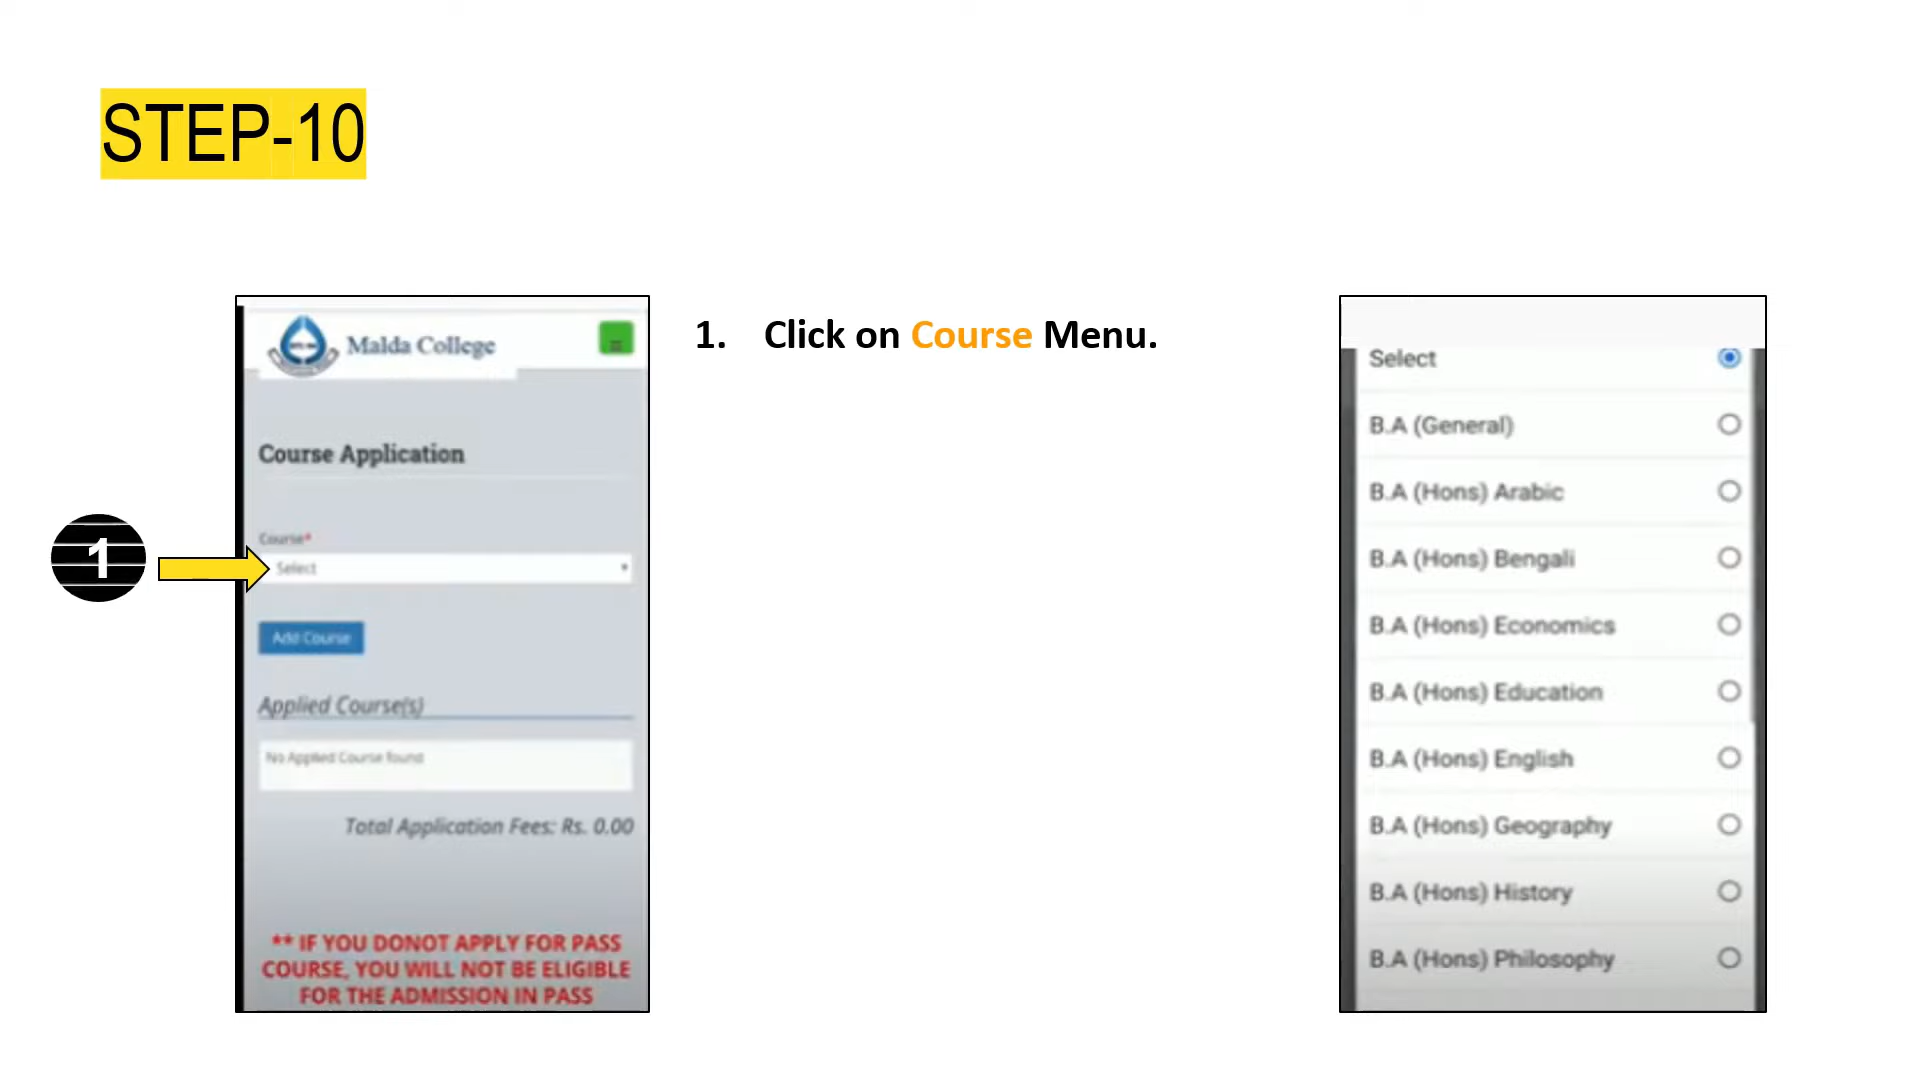 STEP-10
Malda College
Course Application
Course*
Select
Add Course
Applied Course(s)
No Applied Course found
Total Application Fees: Rs. 0.00
** IF YOU DONOT APPLY FOR PASS
COURSE, YOU WILL NOT BE ELIGIBLE
FOR THE ADMISSION IN PASS
1
1. Click on Course Menu.
Select
B.A (General)
B.A (Hons) Arabic
B.A (Hons) Bengali
B.A (Hons) Economics
B.A (Hons) Education
B.A (Hons) English
B.A (Hons) Geography
B.A (Hons) History
B.A (Hons) Philosophy